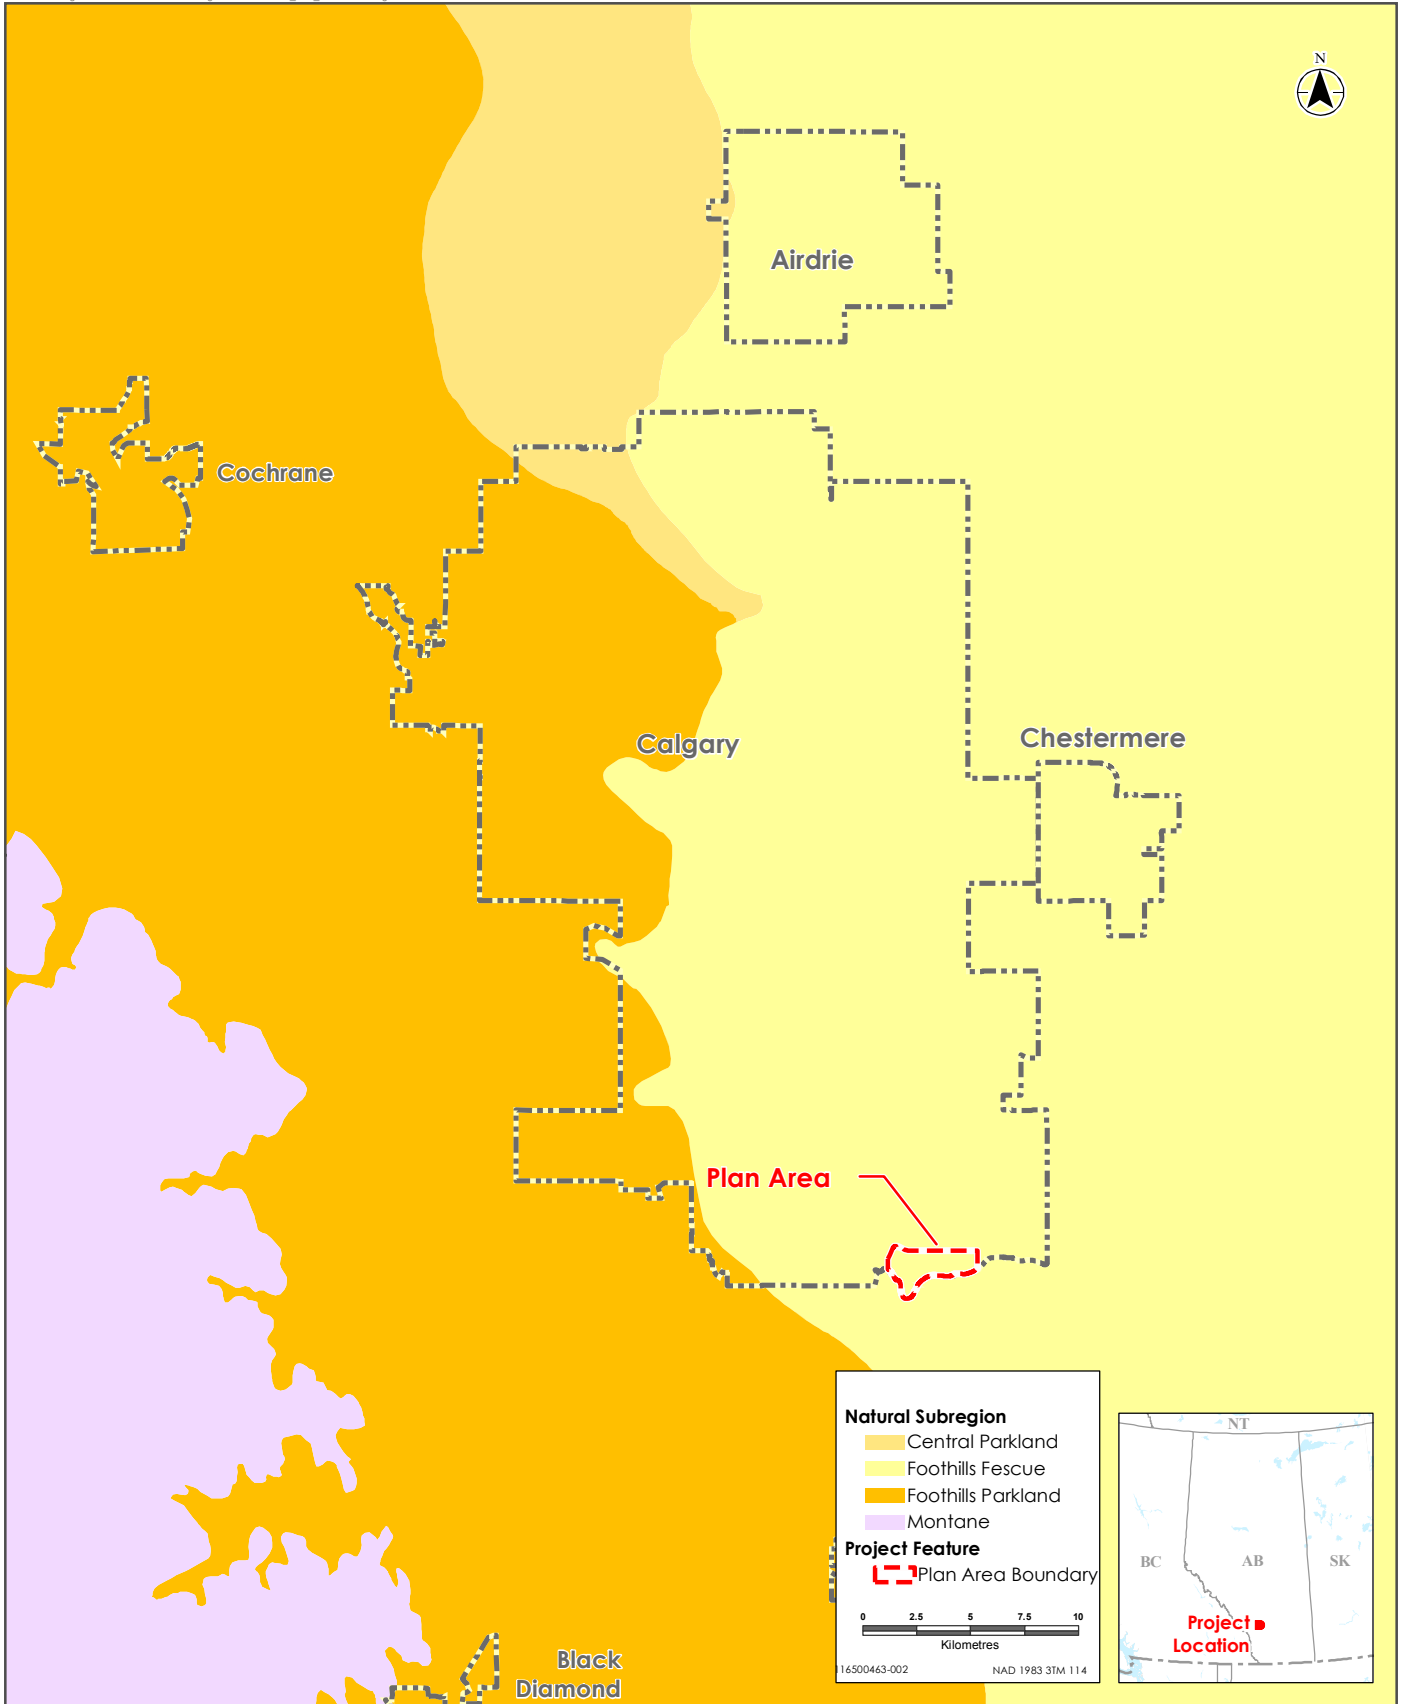 N
Airdrie
Cochrane
Calgary
Chestermere
Plan Area
Black
Diamond
Natural Subregion
Central Parkland
Foothills Fescue
Foothills Parkland
Montane
Project Feature
Plan Area Boundary
0 2.5 5 7.5 10
Kilometres
116500463-002 NAD 1983 3TM 114
NT
BC AB SK
Project
Location